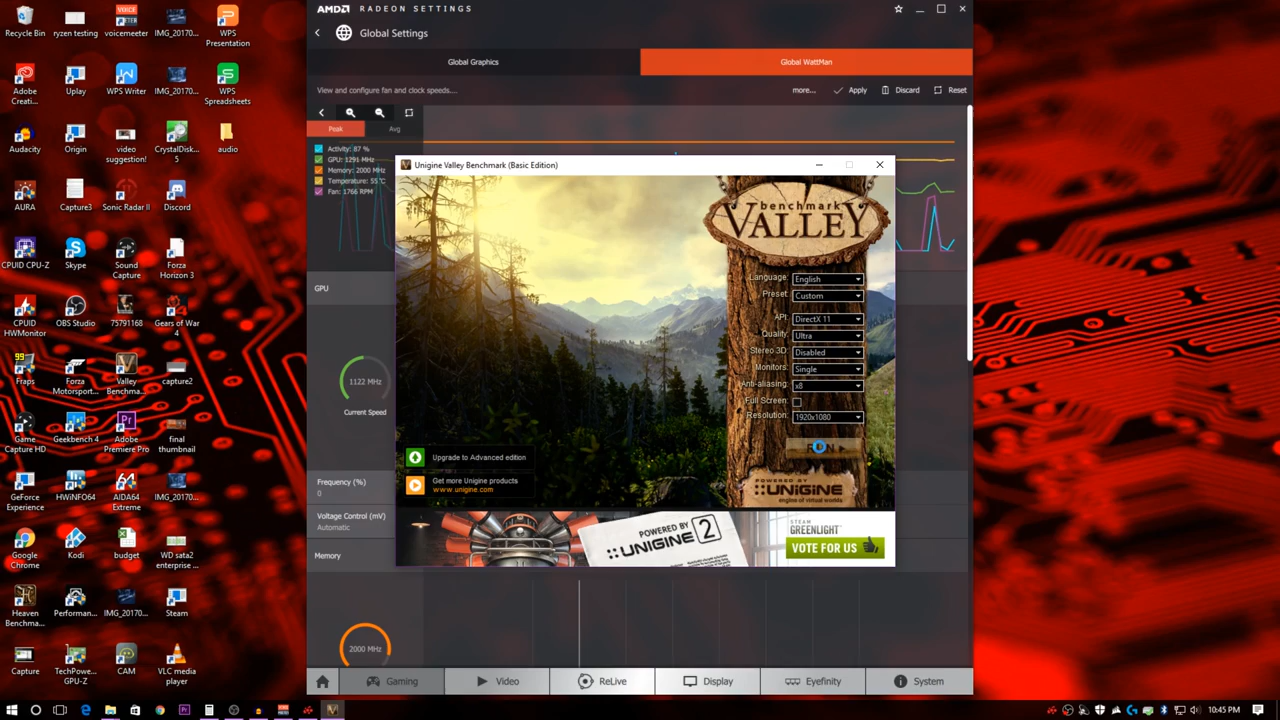 Recycle Bin
ryzen testing
voicemeeter
IMG_20170...
WPS
Presentation
Adobe
Creati...
Uplay
WPS Writer
IMG_20170...
WPS
Spreadsheets
Audacity
Origin
video
suggestion!
CrystalDisk...
5
audio
AURA
Capture3
Sonic Radar II
Discord
CPUID CPU-Z
Skype
Sound
Capture
Forza
Horizon 3
CPUID
HWMonitor
OBS Studio
75791168
Gears of War
4
99
Fraps
Forza
Motorsport...
Valley
Benchma...
capture2
Game
Capture HD
Geekbench 4
Adobe
Premiere Pro
final
thumbnail
GeForce
Experience
HWiNFO64
64
AIDA64
Extreme
IMG_20170...
Google
Chrome
Kodi
budget
WD sata2
enterprise ...
Heaven
Benchma...
Performan...
IMG_20170...
Steam
Capture
TechPowe...
GPU-Z
CAM
VLC media
player
AMD RADEON SETTINGS
Global Settings
Global Graphics
Global WattMan
View and configure fan and clock speeds....
more...
Apply
Discard
Reset
Peak
Avg
Activity: 87 %
GPU: 1291 MHz
Memory: 2000 MHz
Temperature: 55°C
Fan: 1766 RPM
GPU
1122 MHz
Current Speed
Frequency (%)
0
Voltage Control (mV)
Automatic
Memory
2000 MHz
Unigine Valley Benchmark (Basic Edition)
benchmark
VALLEY
Language: English
Preset: Custom
API: DirectX 11
Quality: Ultra
Stereo 3D: Disabled
Monitors: Single
Anti-aliasing: x8
Full Screen:
Resolution: 1920x1080
RUN
Upgrade to Advanced edition
Get more Unigine products
www.unigine.com
POWERED BY
UNIGINE
engine of virtual worlds
POWERED BY
UNIGINE 2
STEAM
GREENLIGHT
VOTE FOR US
Gaming
Video
ReLive
Display
Eyefinity
System
10:45 PM